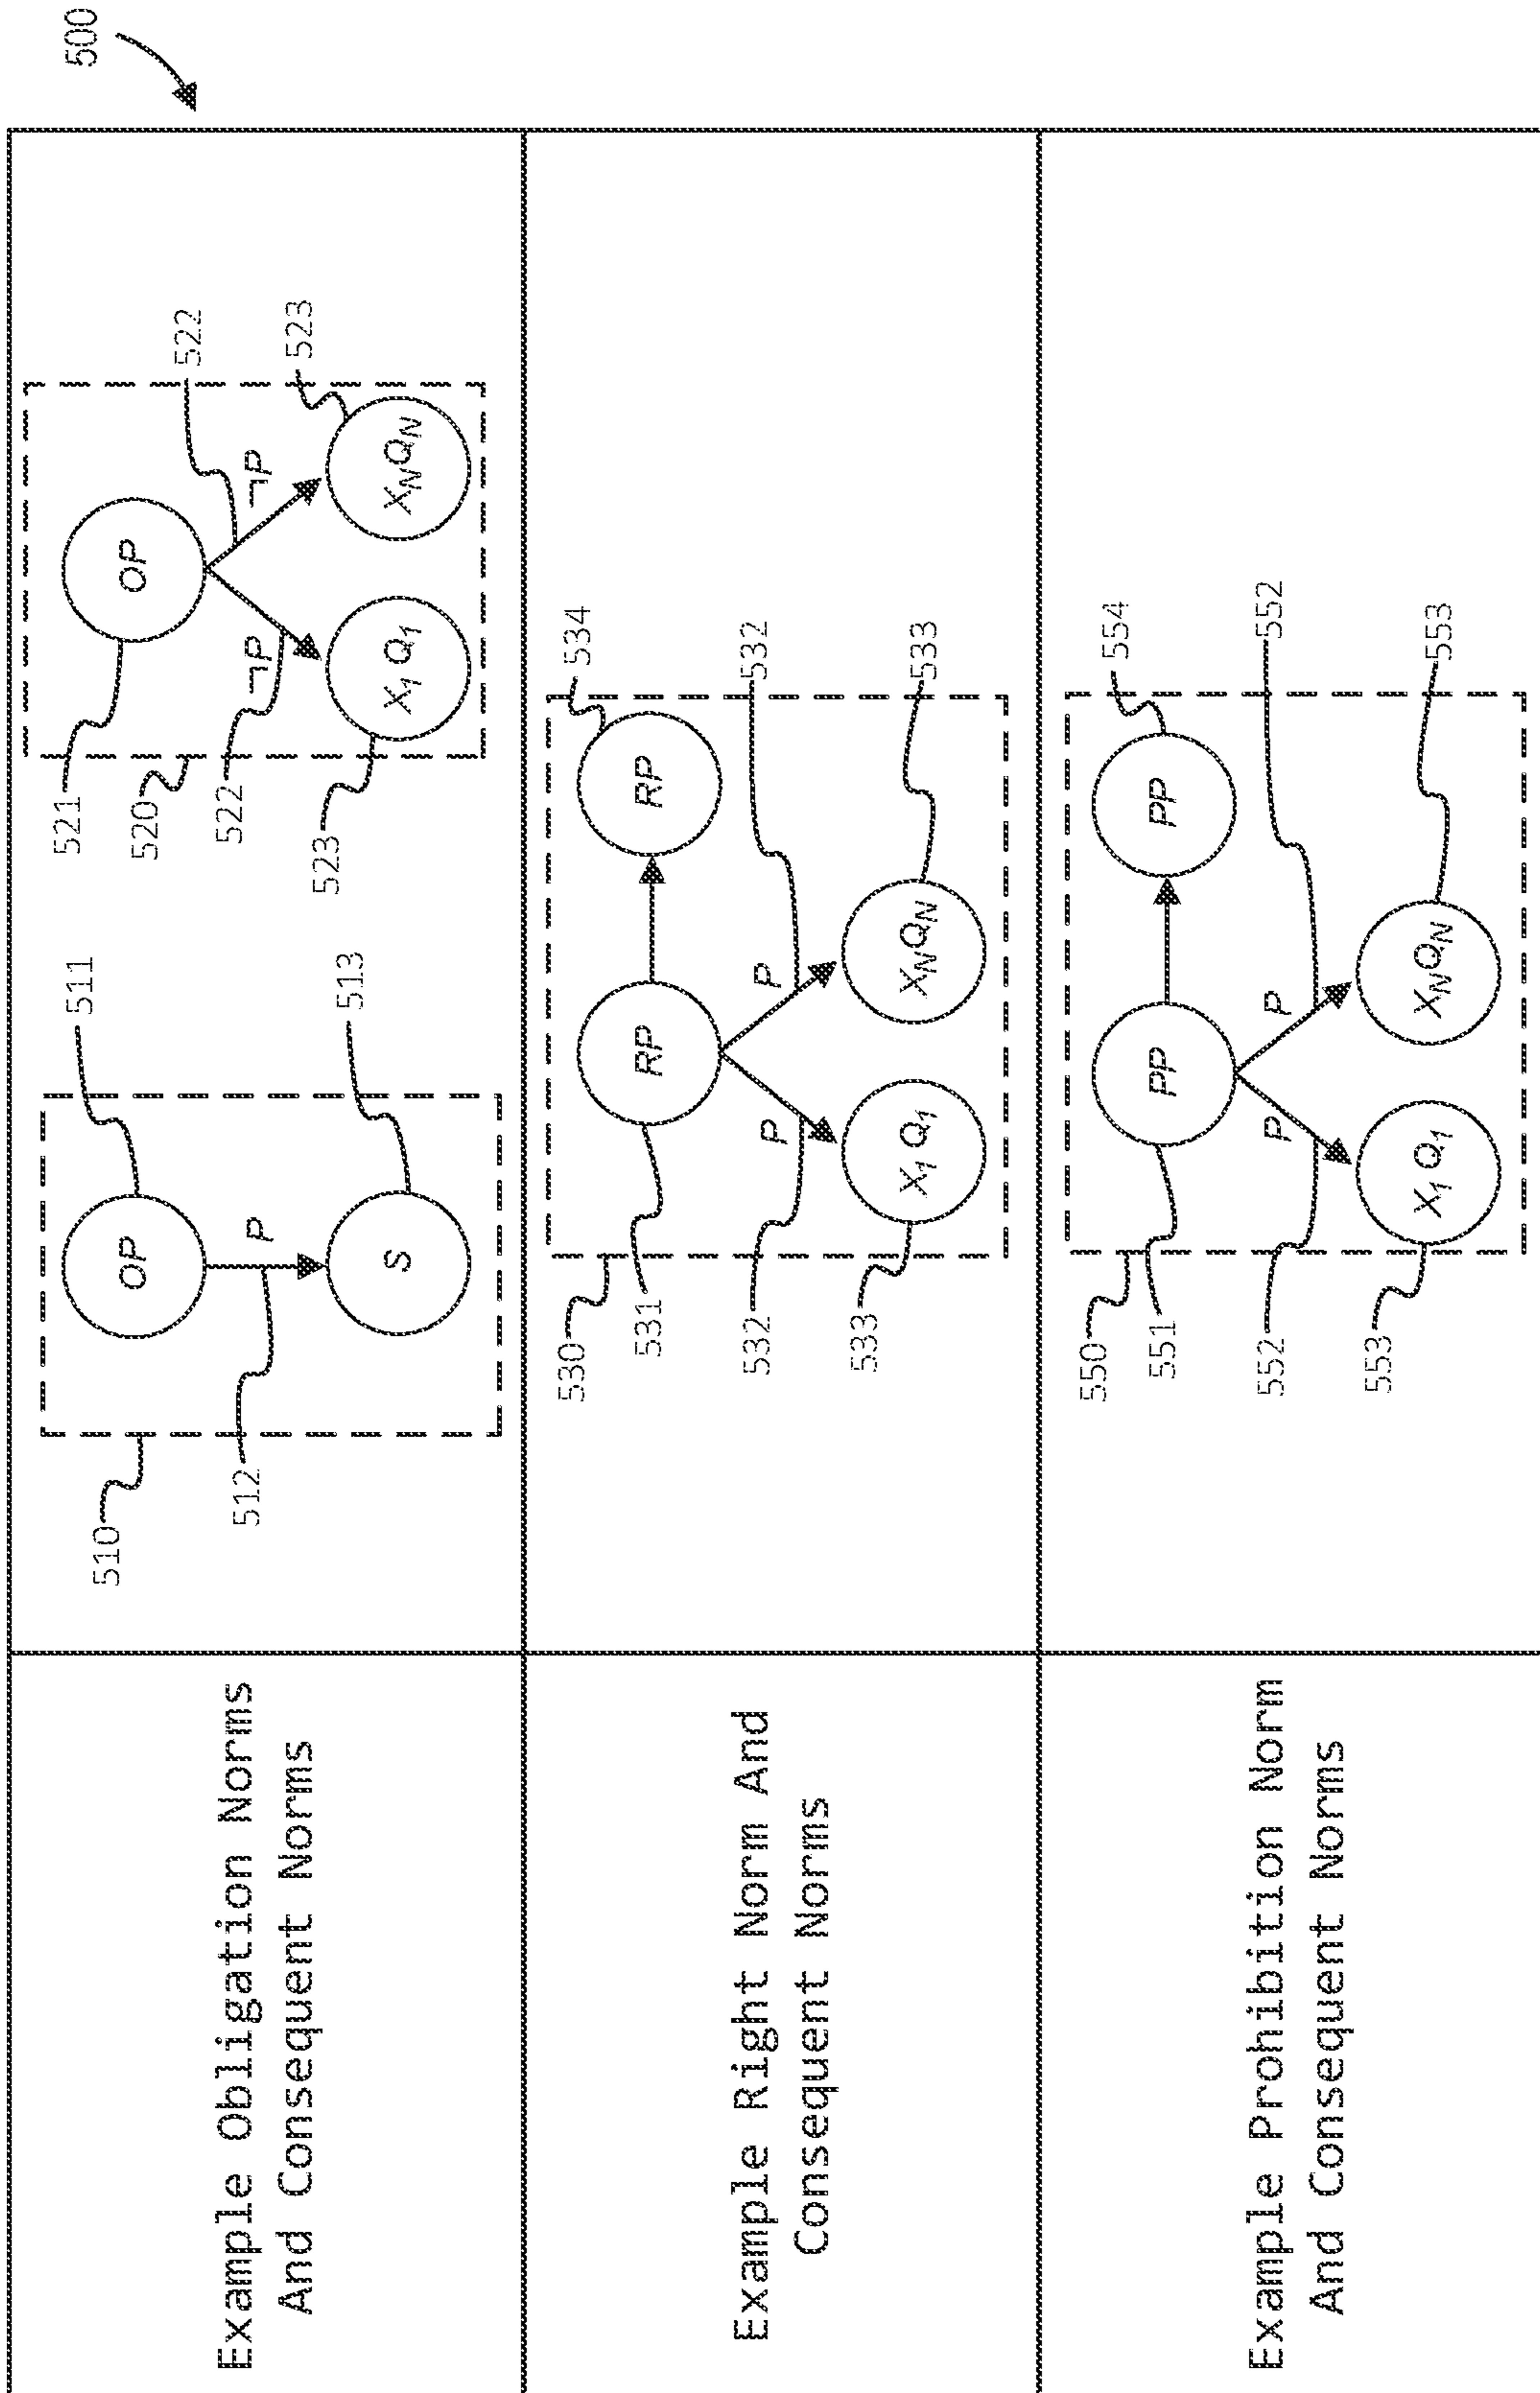 500
Example Obligation Norms
And Consequent Norms
510
512
OP
P
S
511
513
521
520
522
523
OP
¬P
¬P
X1 Q1
XNQN
522
523
Example Right Norm And
Consequent Norms
530
531
532
533
RP
RP
P
P
X1 Q1
XNQN
534
532
533
Example Prohibition Norm
And Consequent Norms
550
551
552
553
PP
PP
P
P
X1 Q1
XNQN
554
552
553